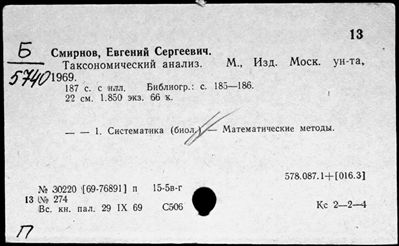 13
Б
5740
Смирнов, Евгений Сергеевич.
Таксономический анализ. М., Изд. Моск. ун-та,
1969.
187 с. с илл. Библиогр.: с. 185—186.
22 см. 1.850 экз. 66 к.
— — 1. Систематика (биол.) — Математические методы.
578.087.1+[016.3]
№ 30220 [69-76891] п 15-5в-г
13 № 274
Вс. кн. пал. 29 IX 69 С506 Кс 2—2—4
П